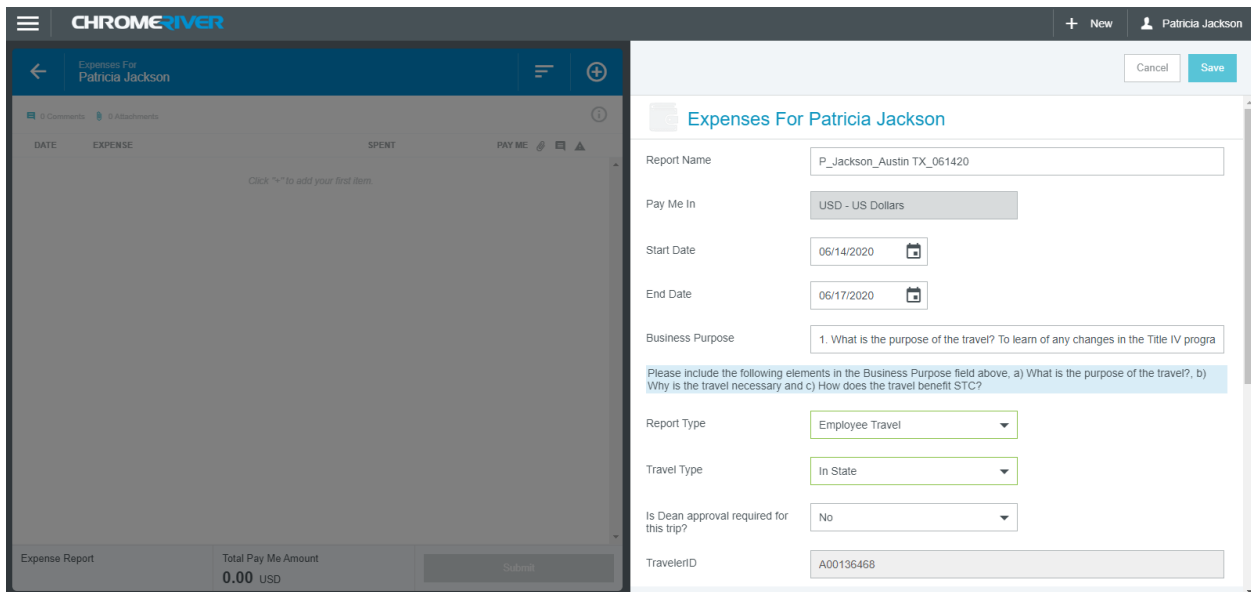 CHROMERIVER
+ New
Patricia Jackson
Expenses For
Patricia Jackson
0 Comments 0 Attachments
DATE EXPENSE SPENT PAY ME
Click "+" to add your first item
Expense Report
Total Pay Me Amount
0.00 USD
Submit
Cancel
Save
Expenses For Patricia Jackson
Report Name
P_Jackson_Austin TX_061420
Pay Me In
USD - US Dollars
Start Date
06/14/2020
End Date
06/17/2020
Business Purpose
1. What is the purpose of the travel? To learn of any changes in the Title IV progra
Please include the following elements in the Business Purpose field above, a) What is the purpose of the travel?, b)
Why is the travel necessary and c) How does the travel benefit STC?
Report Type
Employee Travel
Travel Type
In State
Is Dean approval required for
this trip?
No
TravelerID
A00136468